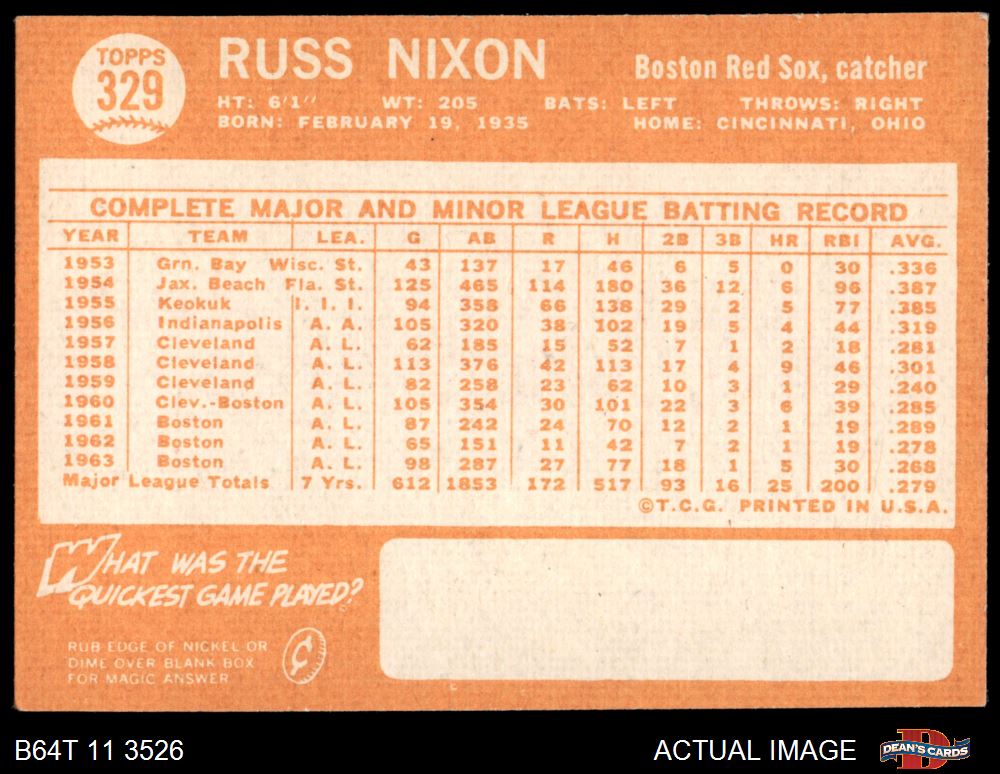 TOPPS
329
RUSS NIXON
Boston Red Sox, catcher
HT: 6'1" WT: 205 BATS: LEFT THROWS: RIGHT
BORN: FEBRUARY 19, 1935 HOME: CINCINNATI, OHIO
COMPLETE MAJOR AND MINOR LEAGUE BATTING RECORD
YEAR TEAM LEA. G AB R H 2B 3B HR RBI AVG.
1953 Grn. Bay Wisc. St. 43 137 17 46 6 5 0 30 .336
1954 Jax. Beach Fla. St. 125 465 114 180 36 12 6 96 .387
1955 Keokuk I. I. I. 94 358 66 138 29 2 5 77 .385
1956 Indianapolis A. A. 105 320 38 102 19 5 4 44 .319
1957 Cleveland A. L. 62 185 15 52 7 1 2 18 .281
1958 Cleveland A. L. 113 376 42 113 17 4 9 46 .301
1959 Cleveland A. L. 82 258 23 62 10 3 1 29 .240
1960 Clev.-Boston A. L. 105 354 30 101 22 3 6 39 .285
1961 Boston A. L. 87 242 24 70 12 2 1 19 .289
1962 Boston A. L. 65 151 11 42 7 2 1 19 .278
1963 Boston A. L. 98 287 27 77 18 1 5 30 .268
Major League Totals 7 Yrs. 612 1853 172 517 93 16 25 200 .279
©T.C.G. PRINTED IN U.S.A.
WHAT WAS THE
QUICKEST GAME PLAYED?
RUB EDGE OF NICKEL OR
DIME OVER BLANK BOX
FOR MAGIC ANSWER
¢
B64T 11 3526
ACTUAL IMAGE
DEAN'S CARDS